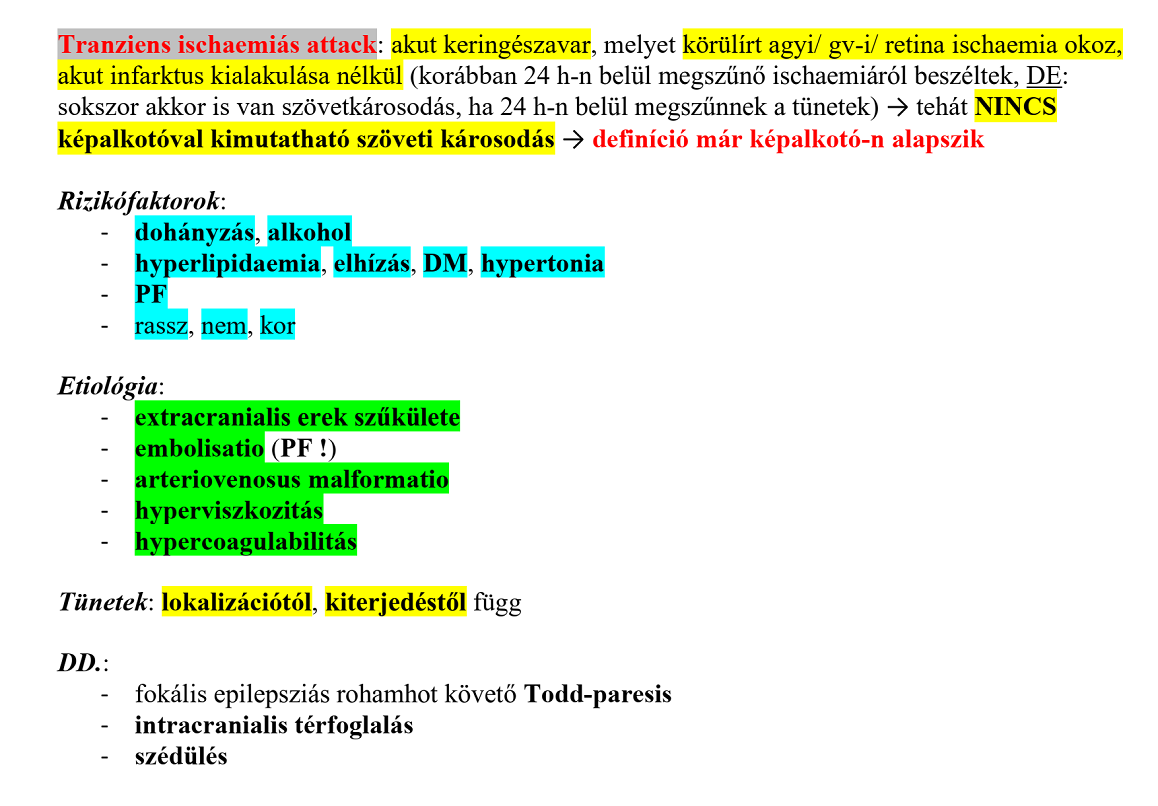 Tranziens ischaemiás attack: akut keringészavar, melyet körülírt agyi/ gv-i/ retina ischaemia okoz,
akut infarktus kialakulása nélkül (korábban 24 h-n belül megszűnő ischaemiáról beszéltek, DE:
sokszor akkor is van szövetkárosodás, ha 24 h-n belül megszűnnek a tünetek) → tehát NINCS
képalkotóval kimutatható szöveti károsodás → definíció már képalkotó-n alapszik
Rizikófaktorok:
- dohányzás, alkohol
- hyperlipidaemia, elhízás, DM, hypertonia
- PF
- rassz, nem, kor
Etiológia:
- extracranialis erek szűkülete
- embolisatio (PF !)
- arteriovenosus malformatio
- hyperviszkozitás
- hypercoagulabilitás
Tünetek: lokalizációtól, kiterjedéstől függ
DD.:
- fokális epilepsziás rohamhot követő Todd-paresis
- intracranialis térfoglalás
- szédülés